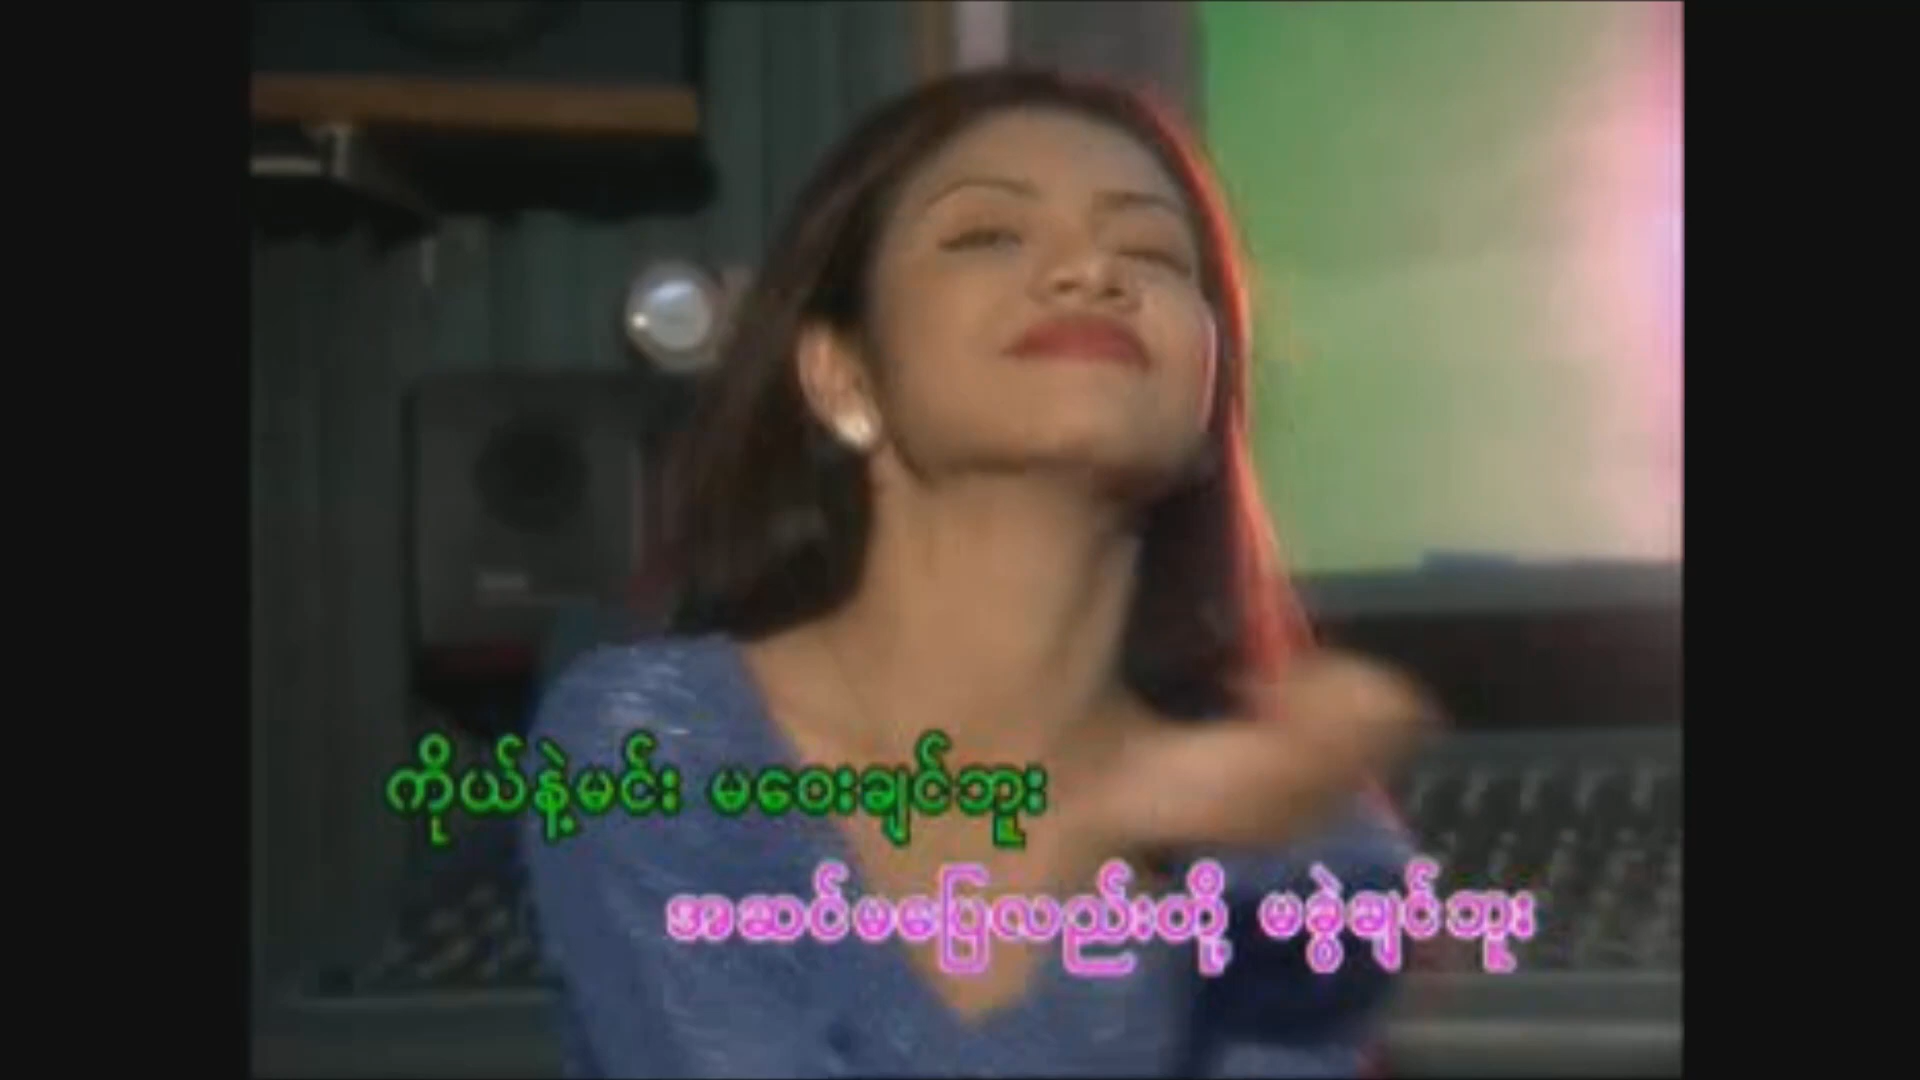 ကိုယ်နဲ့မင်း မဝေးချင်ဘူး
အဆင်မပြေလည်းတို့ မခွဲချင်ဘူး